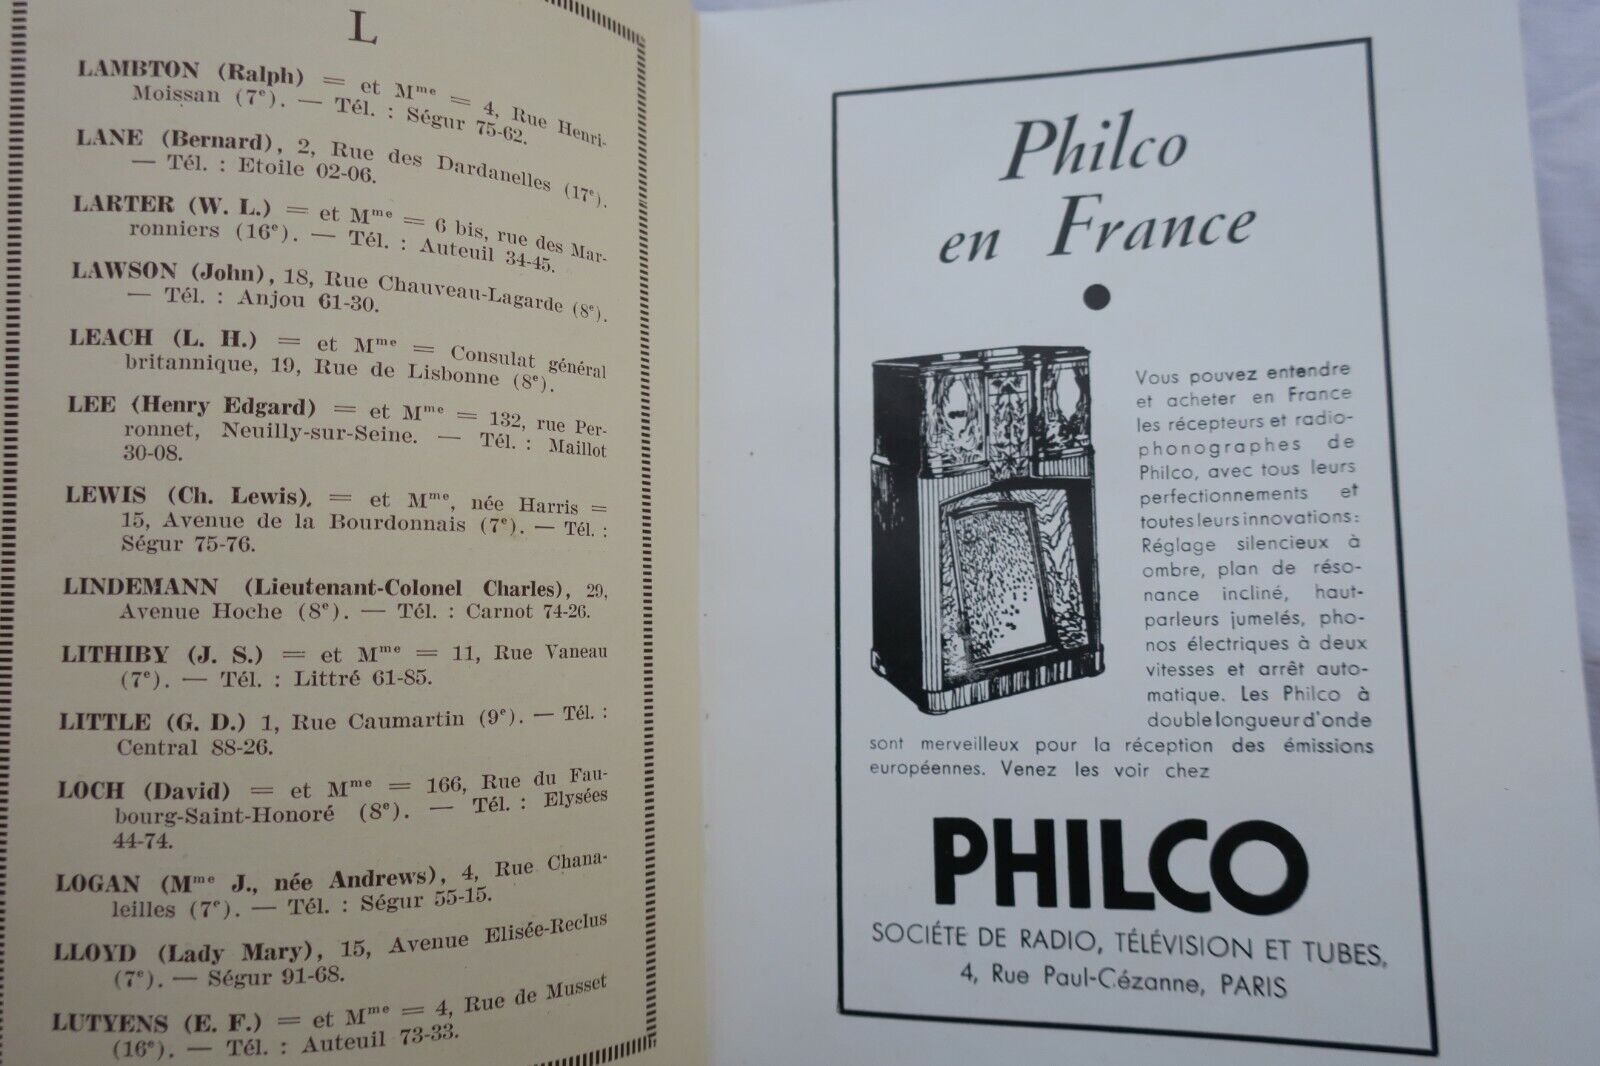 L
LAMBTON (Ralph) = et Mme = 4, Rue Henri-
Moissan (7e). — Tél. : Ségur 75-62.
LANE (Bernard), 2, Rue des Dardanelles (17e).
— Tél. : Etoile 02-06.
LARTER (W. L.) = et Mme = 6 bis, rue des Mar-
ronniers (16e). — Tél. : Auteuil 34-45.
LAWSON (John), 18, Rue Chauveau-Lagarde (8e).
— Tél. : Anjou 61-30.
LEACH (L. H.) = et Mme = Consulat général
britannique, 19, Rue de Lisbonne (8e).
LEE (Henry Edgard) = et Mme = 132, rue Per-
ronnet, Neuilly-sur-Seine. — Tél. : Maillot
30-08.
LEWIS (Ch. Lewis), = et Mme, née Harris =
15, Avenue de la Bourdonnais (7e). — Tél. :
Ségur 75-76.
LINDEMANN (Lieutenant-Colonel Charles), 29,
Avenue Hoche (8e). — Tél. : Carnot 74-26.
LITHIBY (J. S.) = et Mme = 11, Rue Vaneau
(7e). — Tél. : Littré 61-85.
LITTLE (G. D.) 1, Rue Caumartin (9e). — Tél. :
Central 88-26.
LOCH (David) = et Mme = 166, Rue du Fau-
bourg-Saint-Honoré (8e). — Tél. : Elysées
44-74.
LOGAN (Mme J., née Andrews), 4, Rue Chana-
leilles (7e). — Tél. : Ségur 55-15.
LLOYD (Lady Mary), 15, Avenue Elisée-Reclus
(7e). — Ségur 91-68.
LUTYENS (E. F.) = et Mme = 4, Rue de Musset
(16e). — Tél. : Auteuil 73-33.
Philco
en France
Vous pouvez entendre
et acheter en France
les récepteurs et radio-
phonographes de
Philco, avec tous leurs
perfectionnements et
toutes leurs innovations:
Réglage silencieux à
ombre, plan de réso-
nance incliné, haut-
parleurs jumelés, pho-
nos électriques à deux
vitesses et arrêt auto-
matique. Les Philco à
double longueur d'onde
sont merveilleux pour la réception des émissions
européennes. Venez les voir chez
PHILCO
SOCIÉTE DE RADIO, TÉLÉVISION ET TUBES,
4, Rue Paul-Cézanne, PARIS